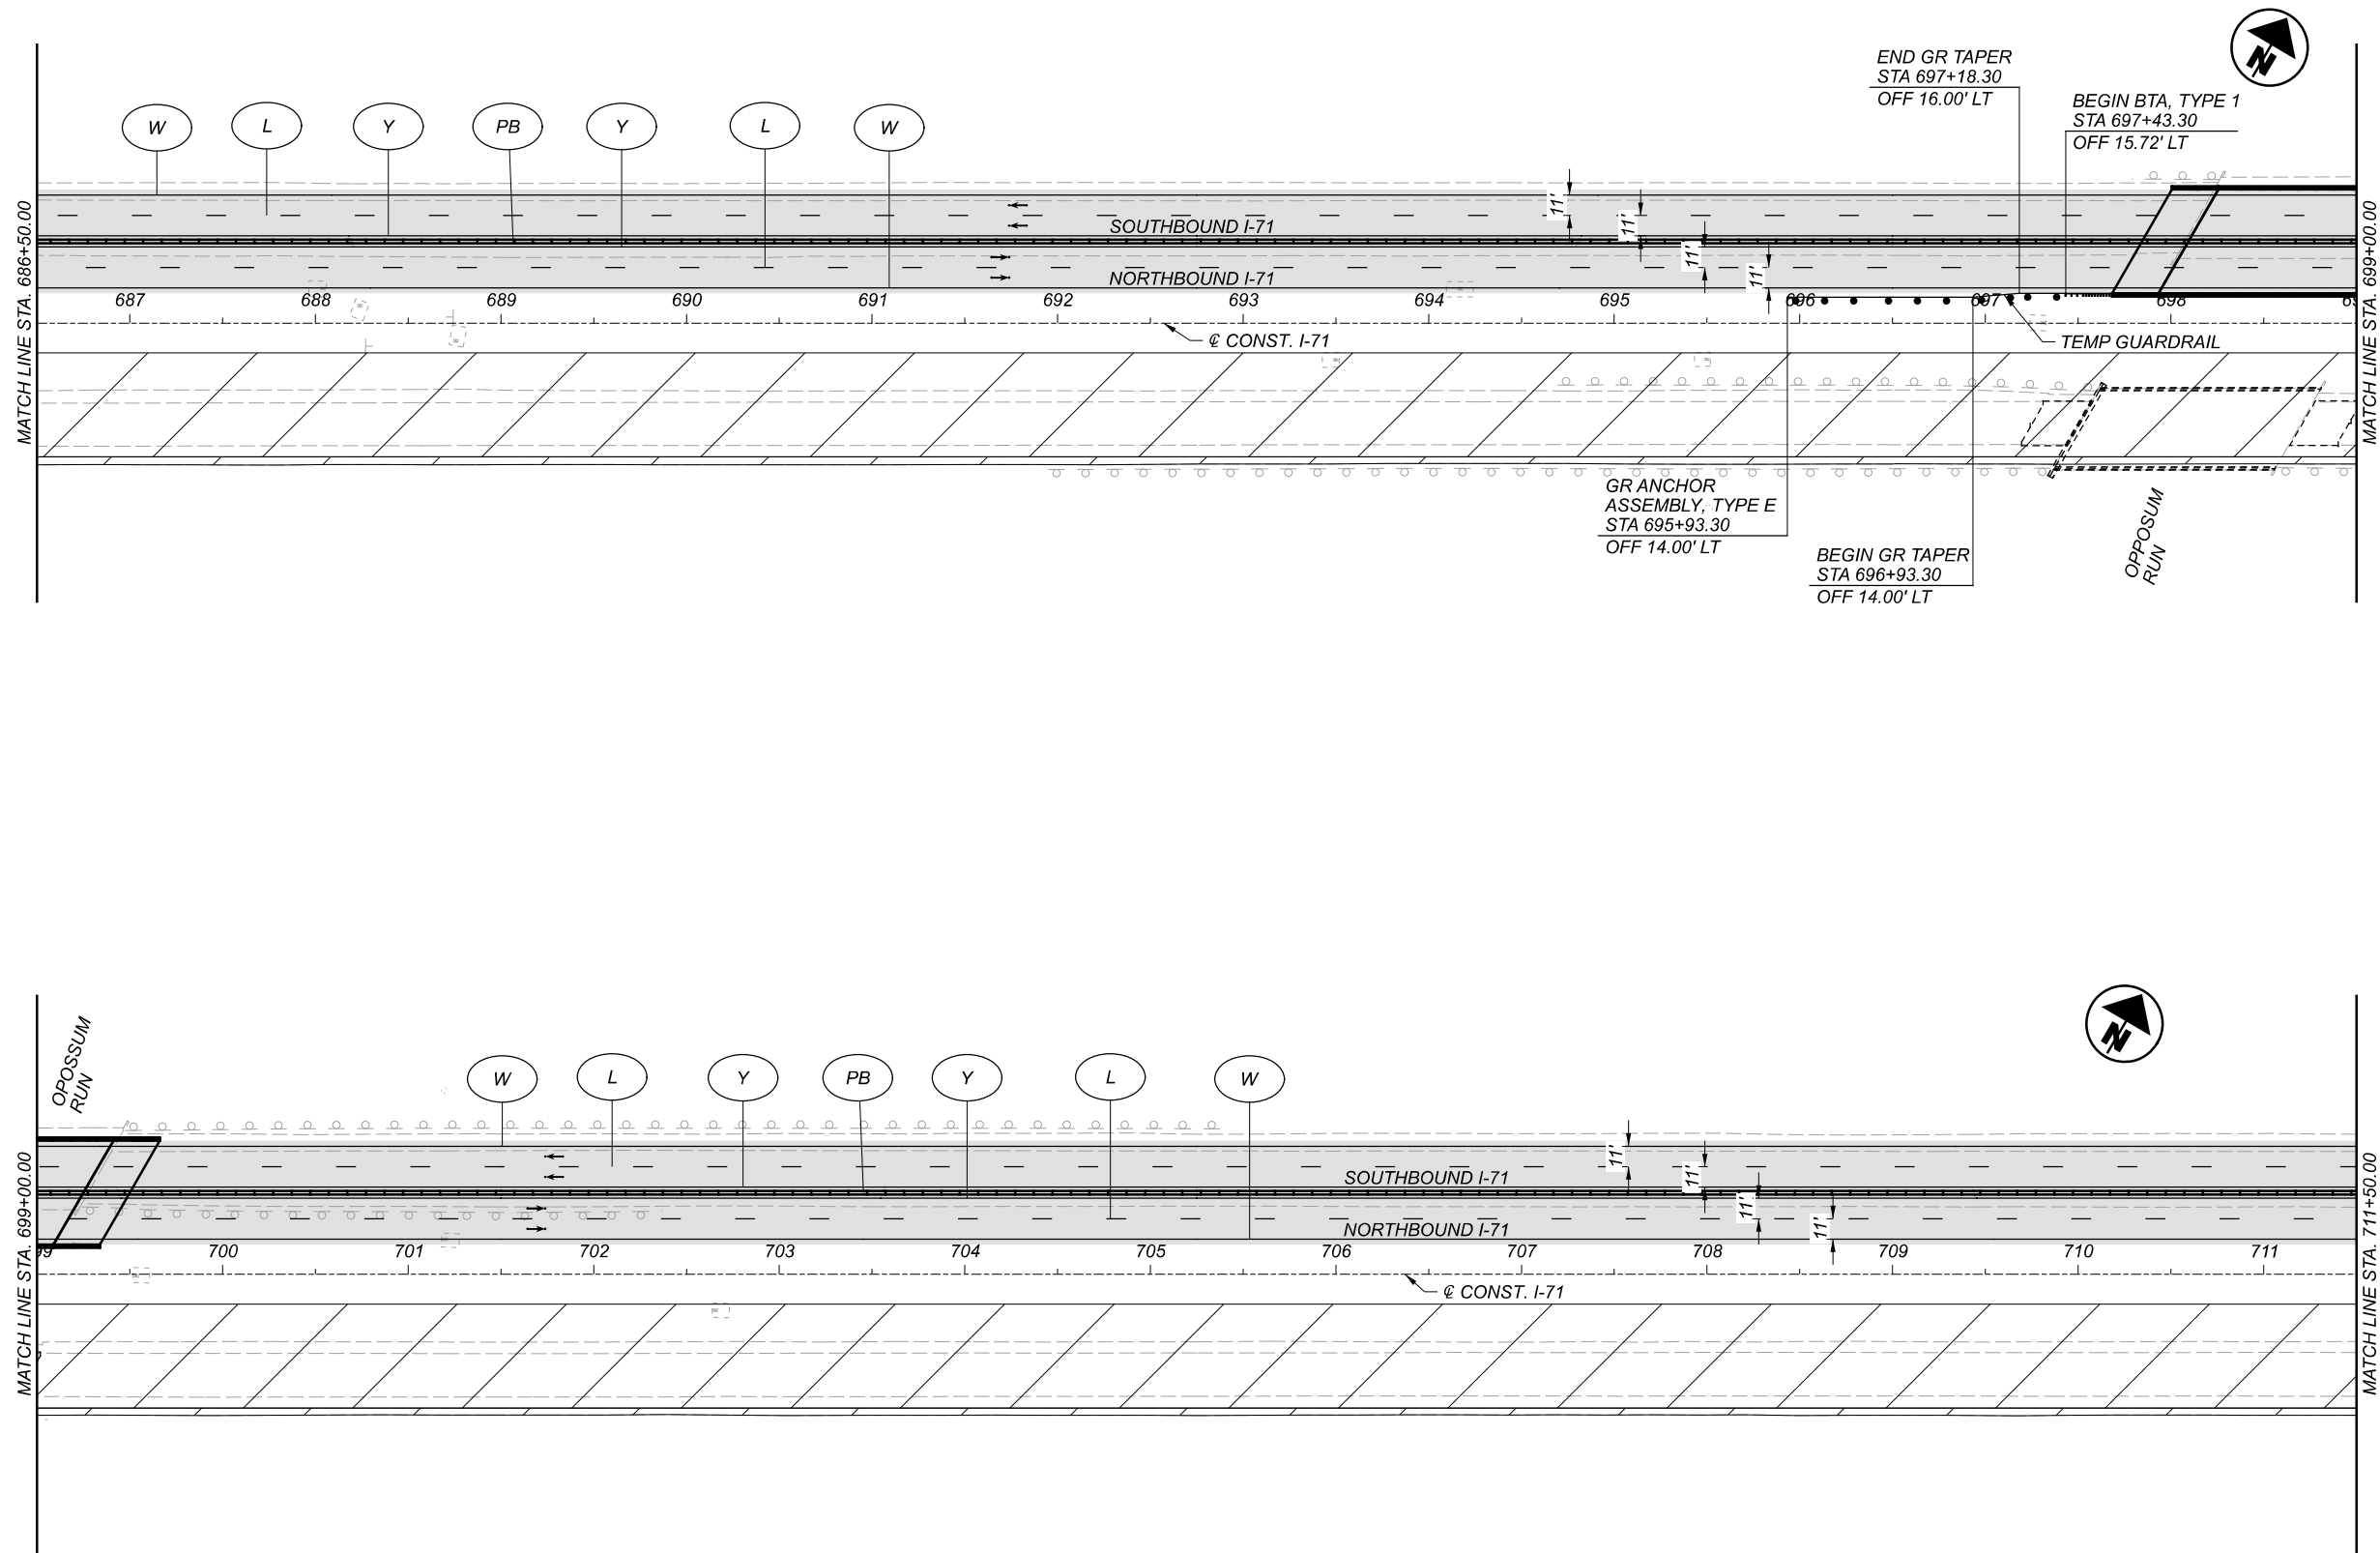 END GR TAPER
STA 697+18.30
OFF 16.00' LT
BEGIN BTA, TYPE 1
STA 697+43.30
OFF 15.72' LT
N
W
L
Y
PB
Y
L
W
MATCH LINE STA. 686+50.00
MATCH LINE STA. 699+00.00
11'
11'
11'
11'
SOUTHBOUND I-71
NORTHBOUND I-71
687
688
689
690
691
692
693
694
695
696
697
698
℄ CONST. I-71
TEMP GUARDRAIL
GR ANCHOR
ASSEMBLY, TYPE E
STA 695+93.30
OFF 14.00' LT
BEGIN GR TAPER
STA 696+93.30
OFF 14.00' LT
OPPOSUM
RUN
OPOSSUM
RUN
N
W
L
Y
PB
Y
L
W
MATCH LINE STA. 699+00.00
MATCH LINE STA. 711+50.00
11'
11'
11'
11'
SOUTHBOUND I-71
NORTHBOUND I-71
700
701
702
703
704
705
706
707
708
709
710
711
℄ CONST. I-71